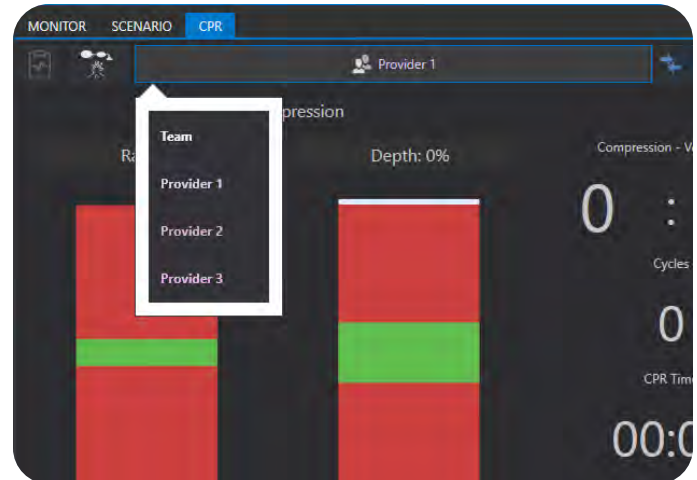 MONITOR SCENARIO CPR
Provider 1
pression
Team
Provider 1
Provider 2
Provider 3
Depth: 0%
Compression - V
0 :
Cycles
0
CPR Time
00:0